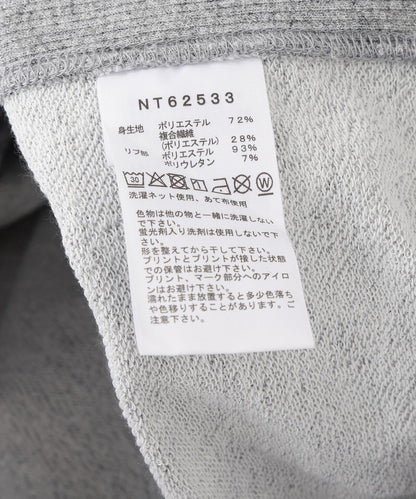 NT62533
身生地 ポリエステル 72%
複合繊維
(ポリエステル) 28%
リブ部 ポリエステル 93%
ポリウレタン 7%
30
W
洗濯ネット使用、あて布使用
色物は他の物と一緒に洗濯しない
で下さい。
蛍光剤入り洗剤は使用しないで下
さい。
形を整えてから干して下さい。
プリントとプリントが接した状態
での保管はお避け下さい。
プリント、マーク部分へのアイロ
ンはお避け下さい。
濡れたまま放置すると多少色落ち
や色移りすることがあります。ご
注意下さい。